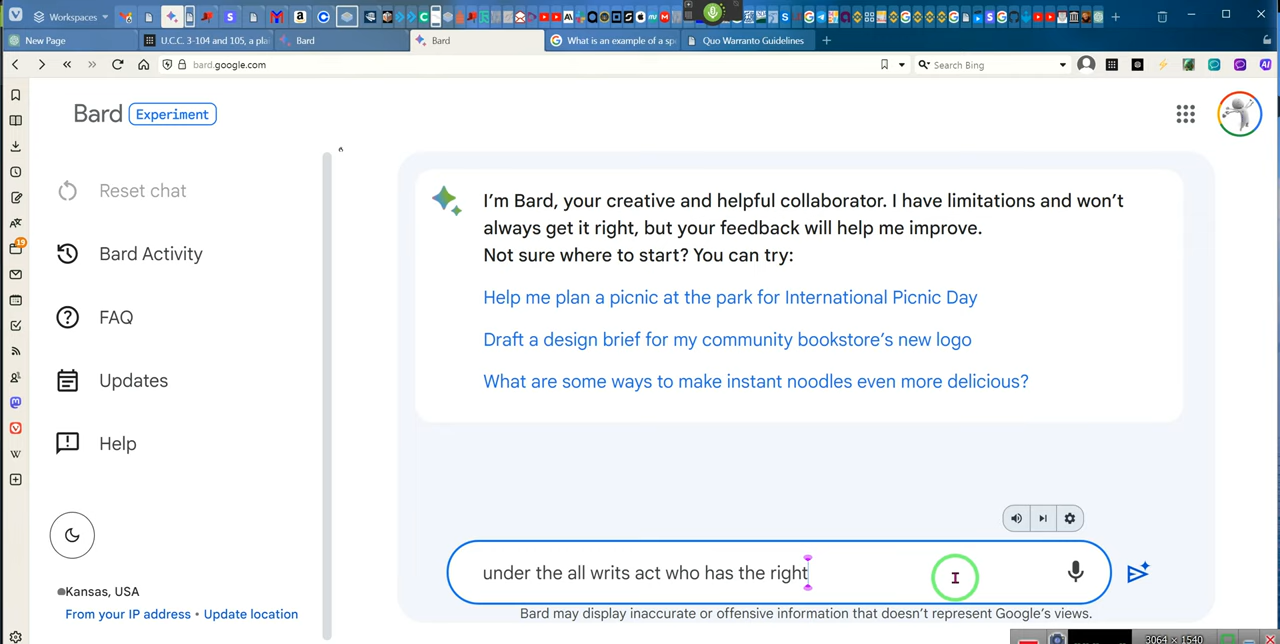 Workspaces
New Page
U.C.C. 3-104 and 105, a pla
Bard
Bard
What is an example of a sp
Quo Warranto Guidelines
bard.google.com
Search Bing
Bard
Experiment
Reset chat
Bard Activity
FAQ
Updates
Help
19
I'm Bard, your creative and helpful collaborator. I have limitations and won't
always get it right, but your feedback will help me improve.
Not sure where to start? You can try:
Help me plan a picnic at the park for International Picnic Day
Draft a design brief for my community bookstore's new logo
What are some ways to make instant noodles even more delicious?
under the all writs act who has the right
Bard may display inaccurate or offensive information that doesn't represent Google's views.
Kansas, USA
From your IP address • Update location
3064 × 1540